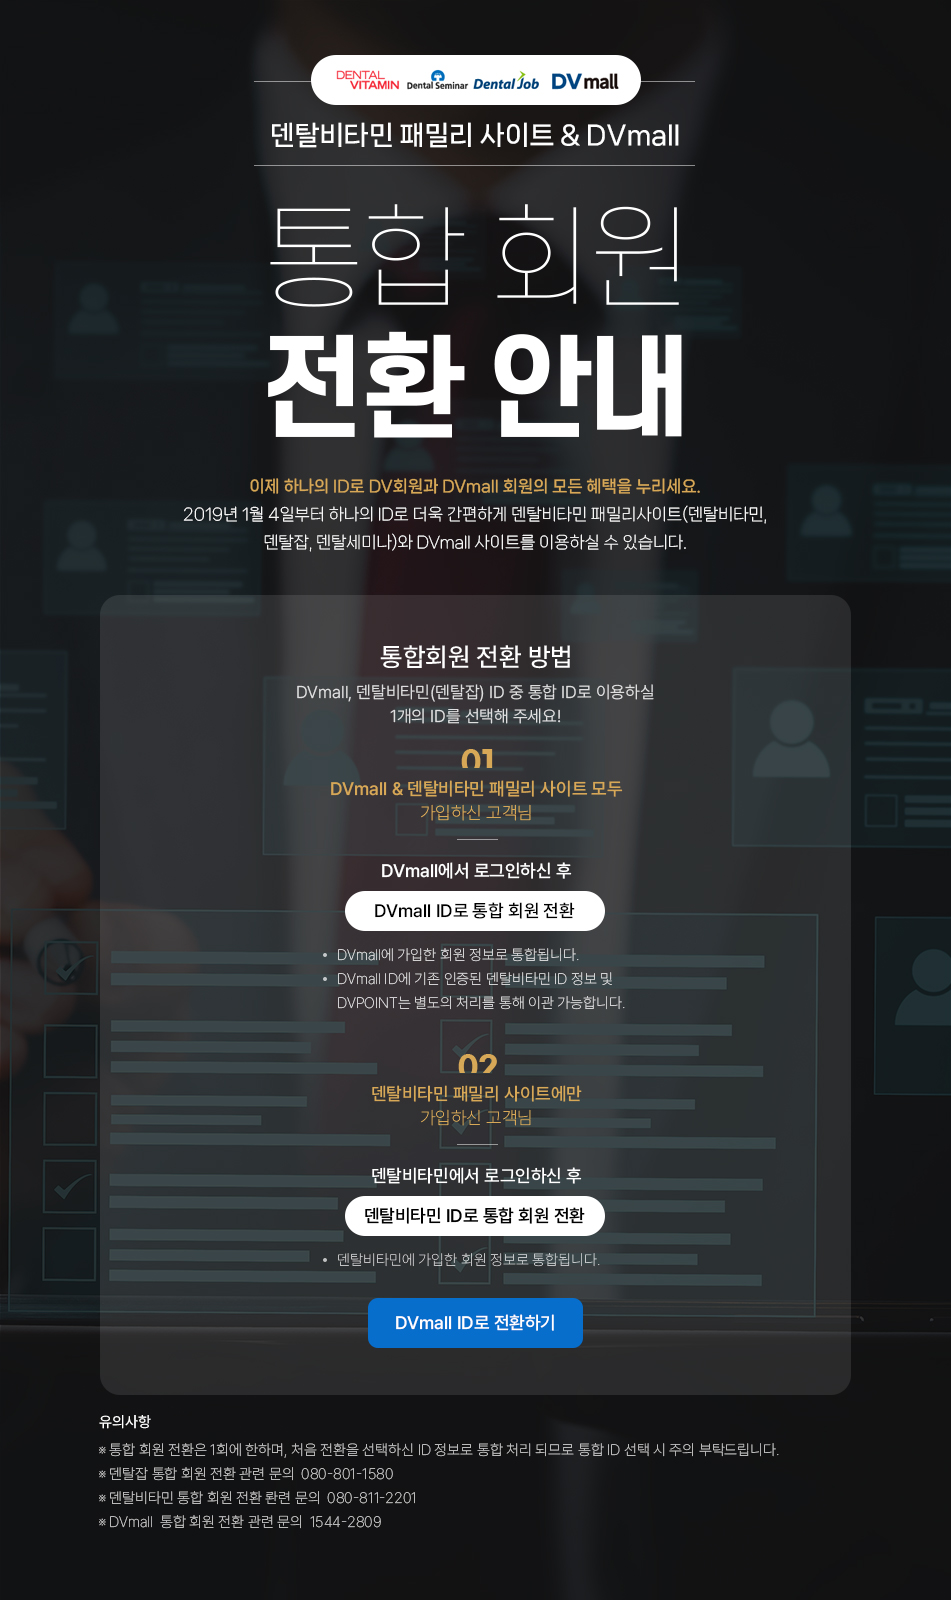 DENTAL VITAMIN Dental Seminar Dental Job DV mall
덴탈비타민 패밀리 사이트 & DVmall
통합 회원
전환 안내
이제 하나의 ID로 DV회원과 DVmall 회원의 모든 혜택을 누리세요.
2019년 1월 4일부터 하나의 ID로 더욱 간편하게 덴탈비타민 패밀리사이트(덴탈비타민,
덴탈잡, 덴탈세미나)와 DVmall 사이트를 이용하실 수 있습니다.
통합회원 전환 방법
DVmall, 덴탈비타민(덴탈잡) ID 중 통합 ID로 이용하실
1개의 ID를 선택해 주세요!
01
DVmall & 덴탈비타민 패밀리 사이트 모두
가입하신 고객님
DVmall에서 로그인하신 후
DVmall ID로 통합 회원 전환
• DVmall에 가입한 회원 정보로 통합됩니다.
• DVmall ID에 기존 인증된 덴탈비타민 ID 정보 및
DVPOINT는 별도의 처리를 통해 이관 가능합니다.
02
덴탈비타민 패밀리 사이트에만
가입하신 고객님
덴탈비타민에서 로그인하신 후
덴탈비타민 ID로 통합 회원 전환
• 덴탈비타민에 가입한 회원 정보로 통합됩니다.
DVmall ID로 전환하기
유의사항
※ 통합 회원 전환은 1회에 한하며, 처음 전환을 선택하신 ID 정보로 통합 처리 되므로 통합 ID 선택 시 주의 부탁드립니다.
※ 덴탈잡 통합 회원 전환 관련 문의 080-801-1580
※ 덴탈비타민 통합 회원 전환 롼련 문의 080-811-2201
※ DVmall 통합 회원 전환 관련 문의 1544-2809